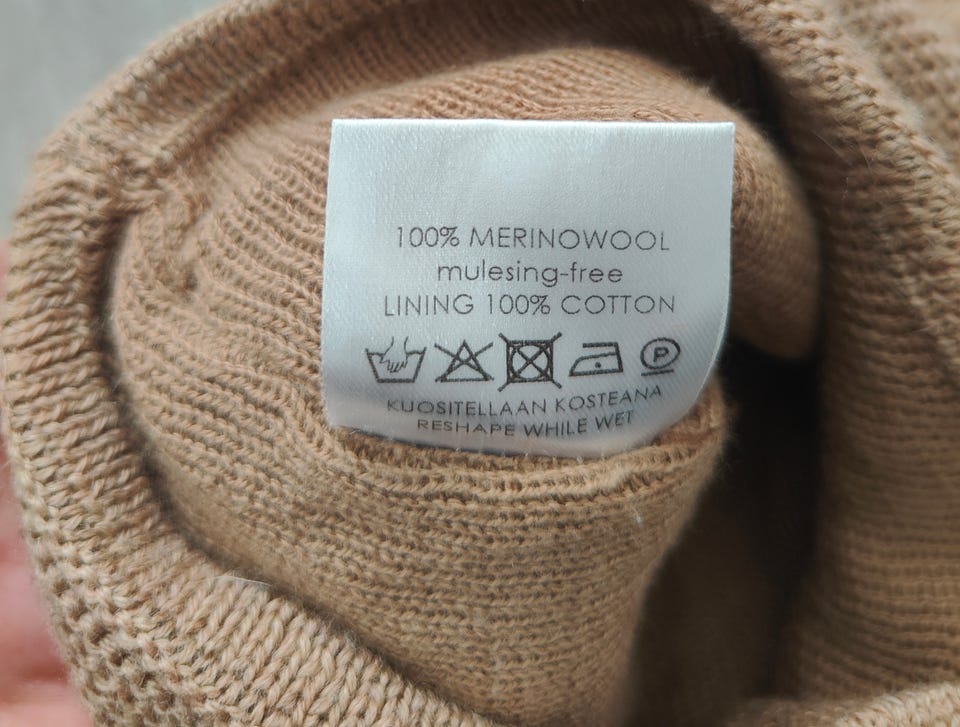 100% MERINOWOOL
mulesing-free
LINING 100% COTTON
P
KUOSITELLAAN KOSTEANA
RESHAPE WHILE WET